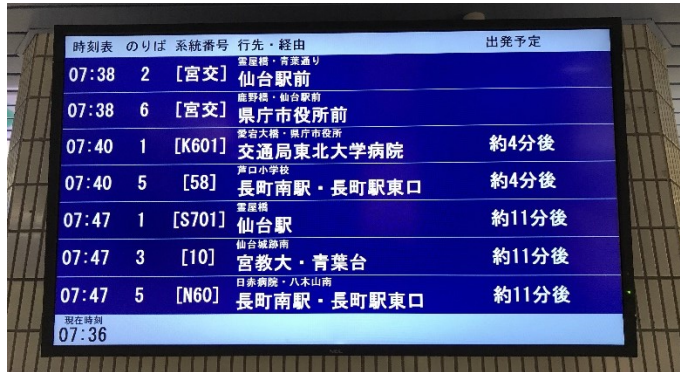 時刻表 のりば 系統番号 行先・経由 出発予定
霊屋橋・青葉通り
07:38 2 [宮交] 仙台駅前
鹿野橋・仙台駅前
07:38 6 [宮交] 県庁市役所前
愛宕大橋・県庁市役所
07:40 1 [K601] 交通局東北大学病院 約4分後
芦口小学校
07:40 5 [58] 長町南駅・長町駅東口 約4分後
霊屋橋
07:47 1 [S701] 仙台駅 約11分後
仙台城跡南
07:47 3 [10] 宮教大・青葉台 約11分後
日赤病院・八木山南
07:47 5 [N60] 長町南駅・長町駅東口 約11分後
現在時刻
07:36
NEC